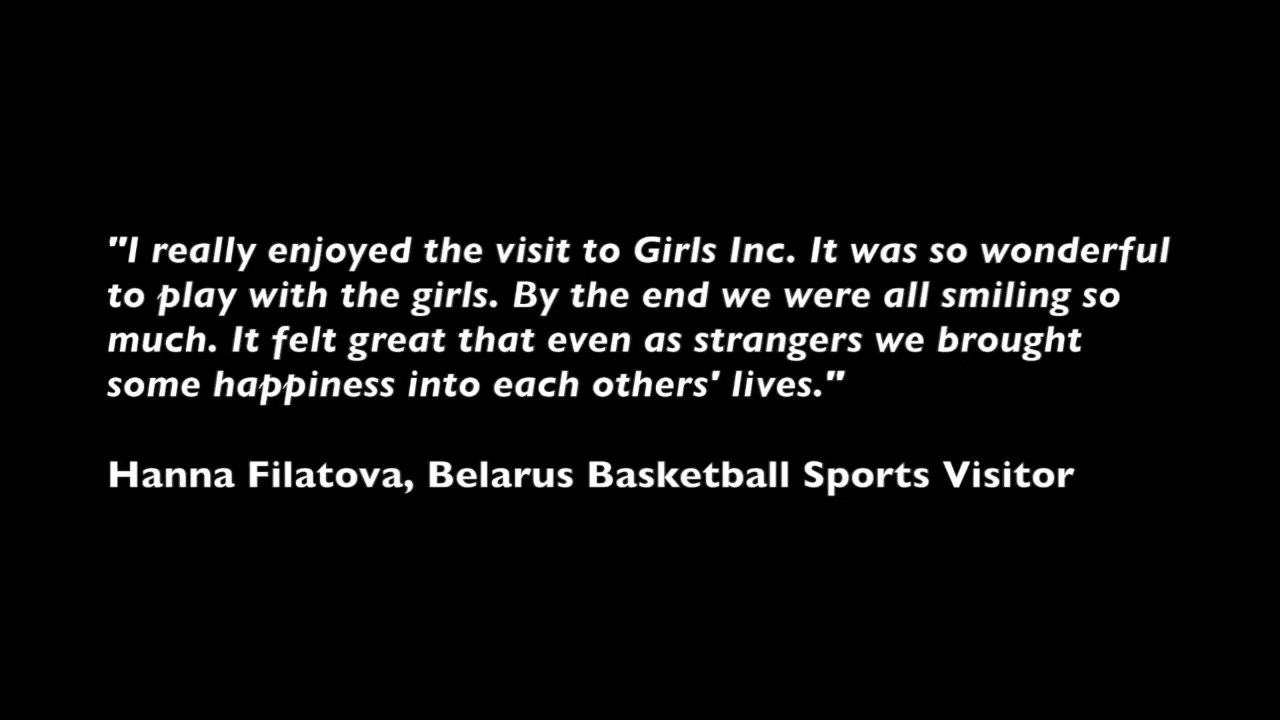 "I really enjoyed the visit to Girls Inc. It was so wonderful
to play with the girls. By the end we were all smiling so
much. It felt great that even as strangers we brought
some happiness into each others' lives."
Hanna Filatova, Belarus Basketball Sports Visitor